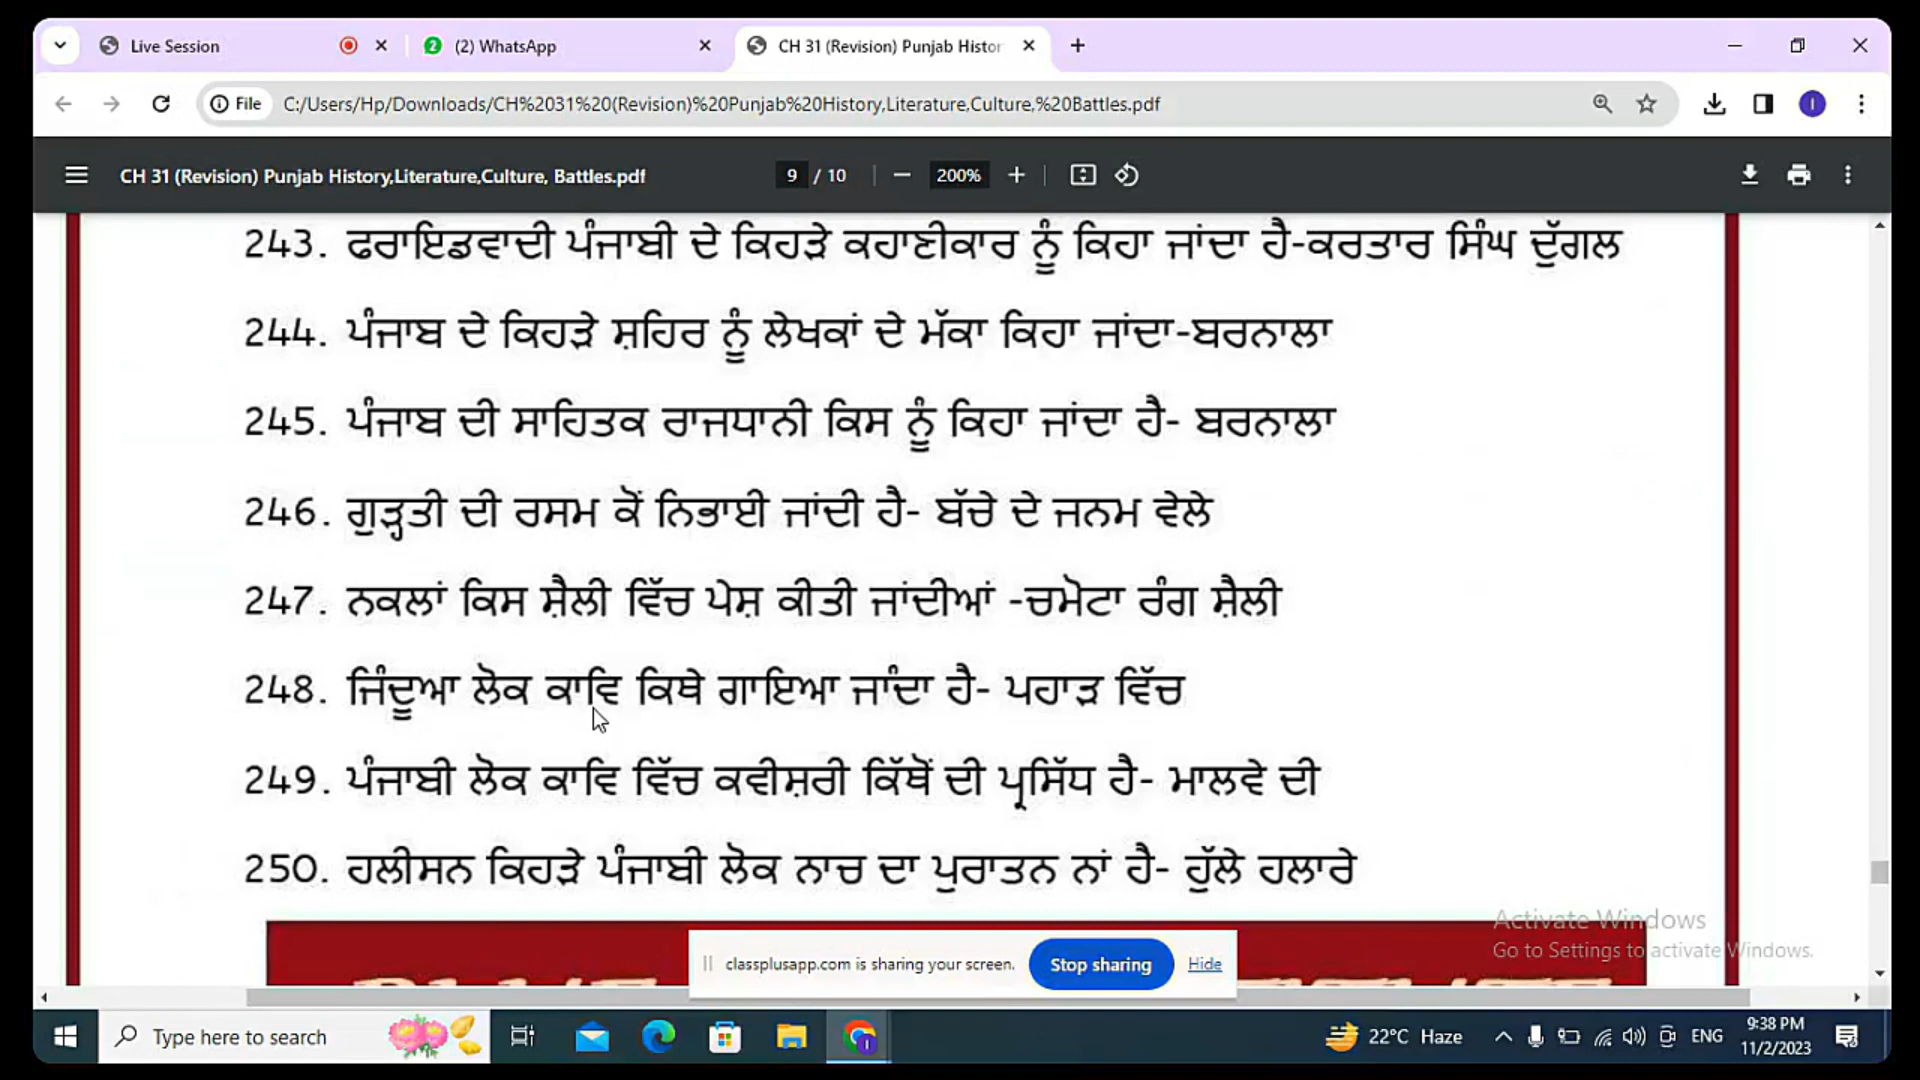 Live Session
(2) WhatsApp
CH 31 (Revision) Punjab Histor
File
C:/Users/Hp/Downloads/CH%2031%20(Revision)%20Punjab%20History,Literature,Culture,%20Battles.pdf
CH 31 (Revision) Punjab History,Literature,Culture, Battles.pdf
9 / 10
200%
243. ਫਰਾਇਡਵਾਦੀ ਪੰਜਾਬੀ ਦੇ ਕਿਹੜੇ ਕਹਾਣੀਕਾਰ ਨੂੰ ਕਿਹਾ ਜਾਂਦਾ ਹੈ-ਕਰਤਾਰ ਸਿੰਘ ਦੁੱਗਲ
244. ਪੰਜਾਬ ਦੇ ਕਿਹੜੇ ਸ਼ਹਿਰ ਨੂੰ ਲੇਖਕਾਂ ਦੇ ਮੱਕਾ ਕਿਹਾ ਜਾਂਦਾ-ਬਰਨਾਲਾ
245. ਪੰਜਾਬ ਦੀ ਸਾਹਿਤਕ ਰਾਜਧਾਨੀ ਕਿਸ ਨੂੰ ਕਿਹਾ ਜਾਂਦਾ ਹੈ- ਬਰਨਾਲਾ
246. ਗੁੜ੍ਹਤੀ ਦੀ ਰਸਮ ਕੋਂ ਨਿਭਾਈ ਜਾਂਦੀ ਹੈ- ਬੱਚੇ ਦੇ ਜਨਮ ਵੇਲੇ
247. ਨਕਲਾਂ ਕਿਸ ਸ਼ੈਲੀ ਵਿੱਚ ਪੇਸ਼ ਕੀਤੀ ਜਾਂਦੀਆਂ -ਚਮੋਟਾ ਰੰਗ ਸ਼ੈਲੀ
248. ਜਿੰਦੂਆ ਲੋਕ ਕਾਵਿ ਕਿਥੇ ਗਾਇਆ ਜਾਂਦਾ ਹੈ- ਪਹਾੜ ਵਿੱਚ
249. ਪੰਜਾਬੀ ਲੋਕ ਕਾਵਿ ਵਿੱਚ ਕਵੀਸ਼ਰੀ ਕਿੱਥੋਂ ਦੀ ਪ੍ਰਸਿੱਧ ਹੈ- ਮਾਲਵੇ ਦੀ
250. ਹਲੀਸਨ ਕਿਹੜੇ ਪੰਜਾਬੀ ਲੋਕ ਨਾਚ ਦਾ ਪੁਰਾਤਨ ਨਾਂ ਹੈ- ਹੁੱਲੇ ਹਲਾਰੇ
Activate Windows
Go to Settings to activate Windows.
classplusapp.com is sharing your screen.
Stop sharing
Hide
Type here to search
22°C Haze
ENG
9:38 PM
11/2/2023